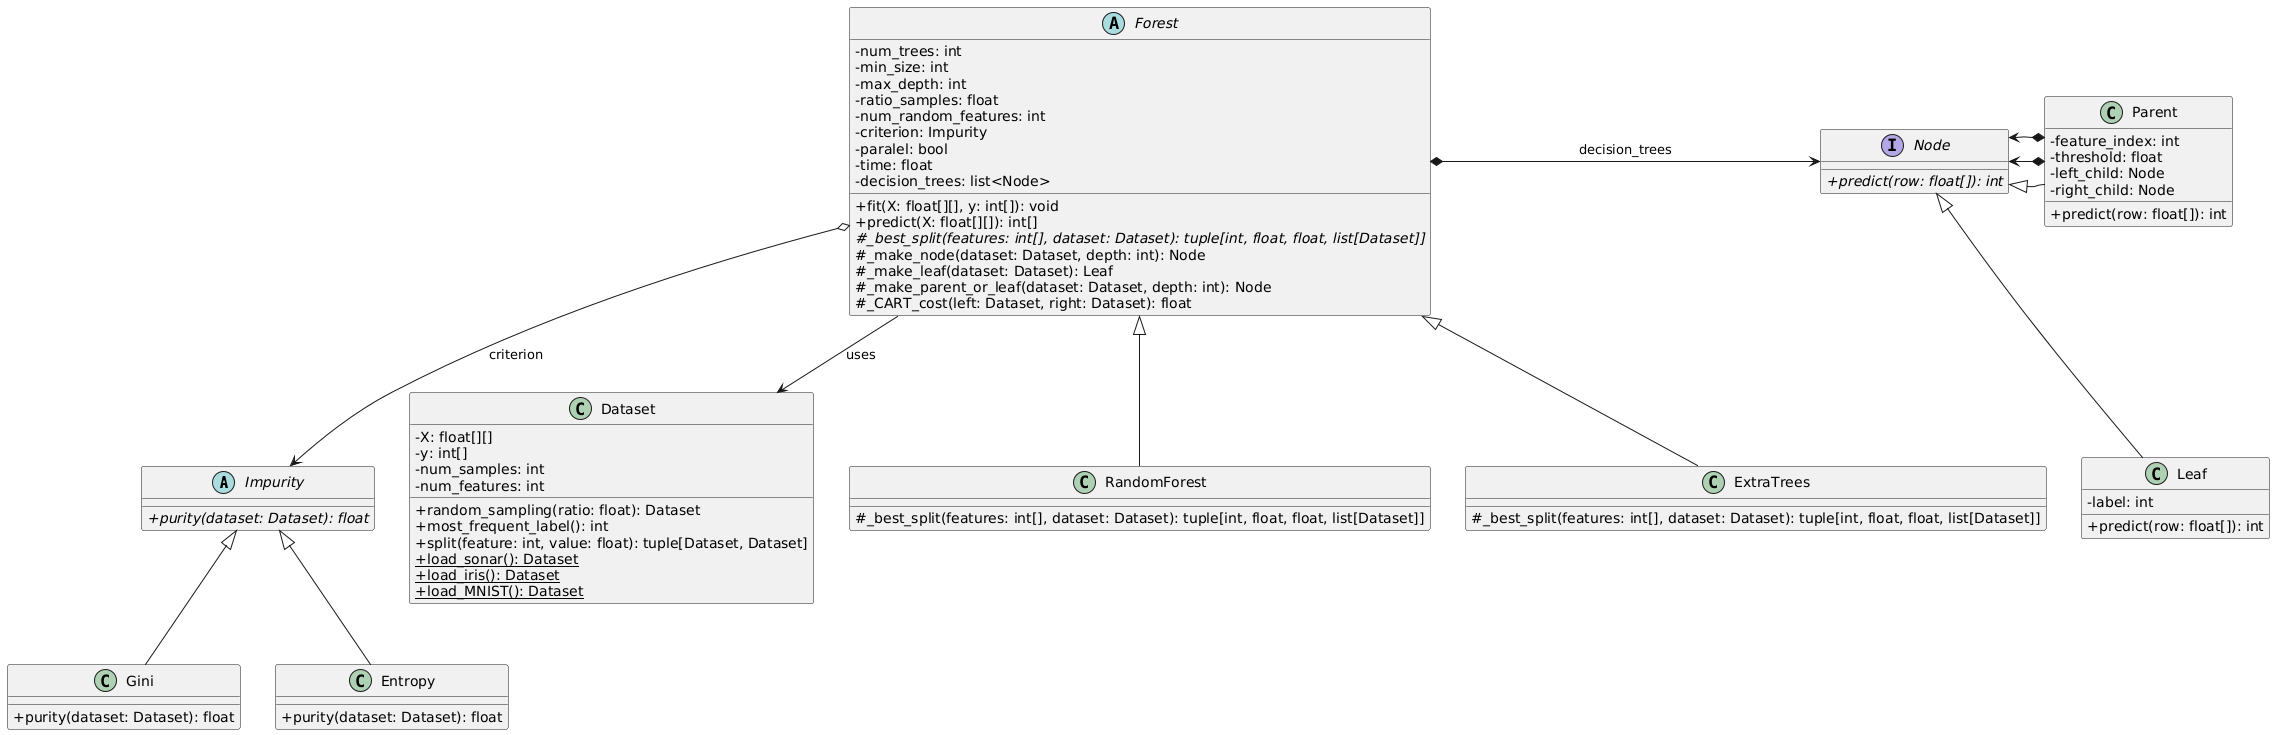 A Forest
-num_trees: int
-min_size: int
-max_depth: int
-ratio_samples: float
-num_random_features: int
-criterion: Impurity
-paralel: bool
-time: float
-decision_trees: list<Node>
+fit(X: float[][], y: int[]): void
+predict(X: float[][]): int[]
#_best_split(features: int[], dataset: Dataset): tuple[int, float, float, list[Dataset]]
#_make_node(dataset: Dataset, depth: int): Node
#_make_leaf(dataset: Dataset): Leaf
#_make_parent_or_leaf(dataset: Dataset, depth: int): Node
#_CART_cost(left: Dataset, right: Dataset): float
decision_trees
I Node
+predict(row: float[]): int
C Parent
-feature_index: int
-threshold: float
-left_child: Node
-right_child: Node
+predict(row: float[]): int
criterion
uses
A Impurity
+purity(dataset: Dataset): float
C Dataset
-X: float[][]
-y: int[]
-num_samples: int
-num_features: int
+random_sampling(ratio: float): Dataset
+most_frequent_label(): int
+split(feature: int, value: float): tuple[Dataset, Dataset]
+load_sonar(): Dataset
+load_iris(): Dataset
+load_MNIST(): Dataset
C RandomForest
#_best_split(features: int[], dataset: Dataset): tuple[int, float, float, list[Dataset]]
C ExtraTrees
#_best_split(features: int[], dataset: Dataset): tuple[int, float, float, list[Dataset]]
C Leaf
-label: int
+predict(row: float[]): int
C Gini
+purity(dataset: Dataset): float
C Entropy
+purity(dataset: Dataset): float